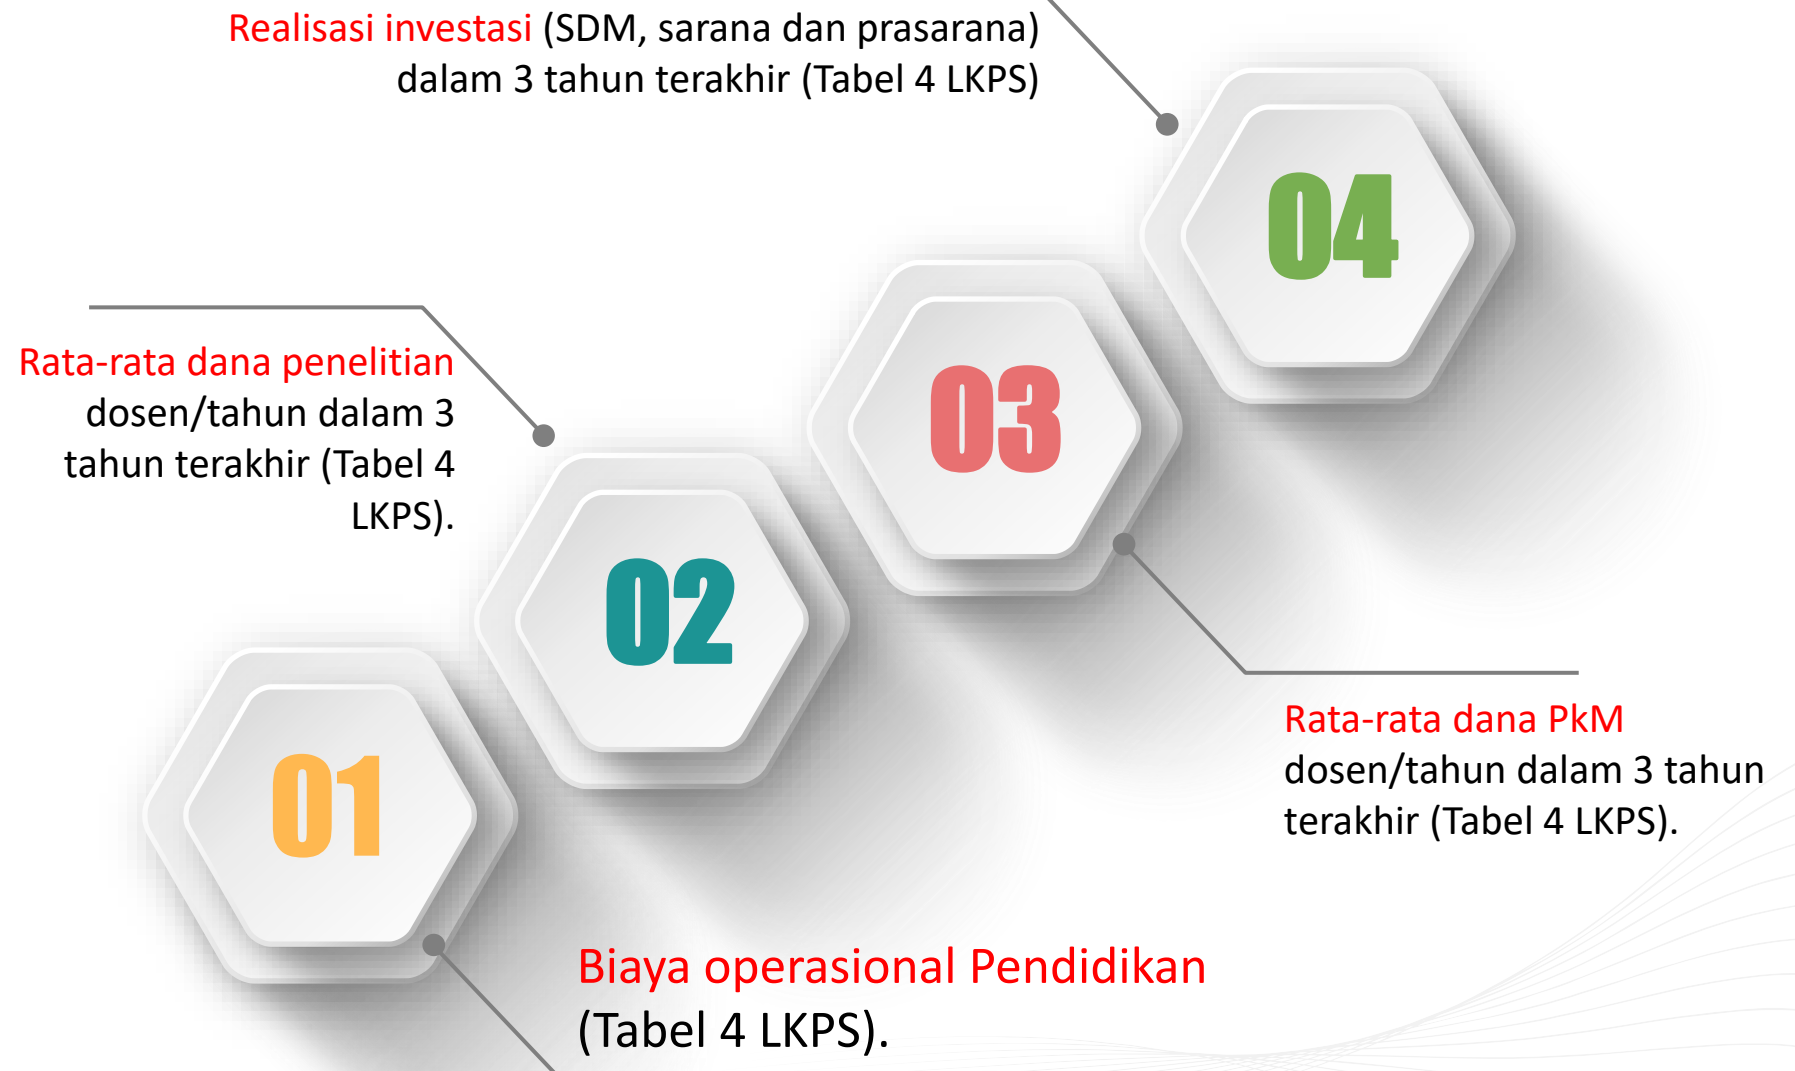 Realisasi investasi (SDM, sarana dan prasarana)
dalam 3 tahun terakhir (Tabel 4 LKPS)
04
Rata-rata dana penelitian
dosen/tahun dalam 3
tahun terakhir (Tabel 4
LKPS).
03
02
Rata-rata dana PkM
dosen/tahun dalam 3 tahun
terakhir (Tabel 4 LKPS).
01
Biaya operasional Pendidikan
(Tabel 4 LKPS).